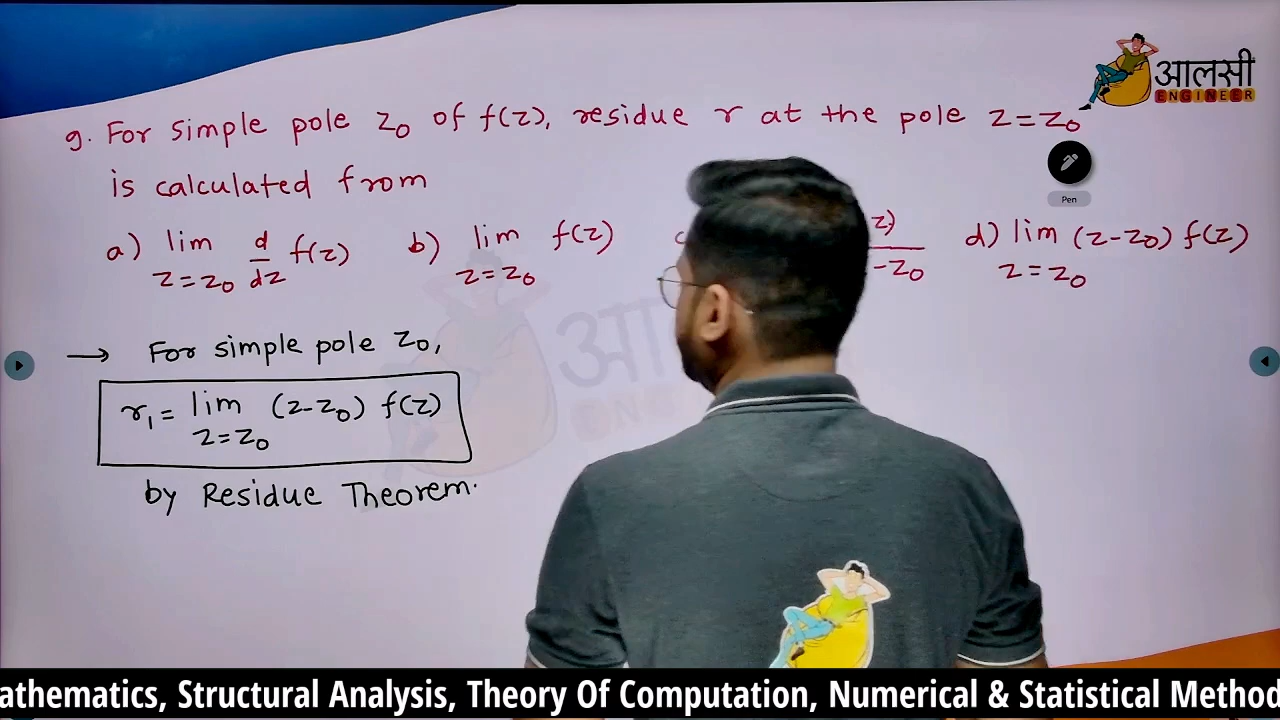 आलसी
ENGINEER
g. For simple pole z₀ of f(z), residue r at the pole z=z₀
Pen
is calculated from
a) lim d/dz f(z) b) lim f(z) c z) d) lim (z-z₀) f(z)
z=z₀ z=z₀ -z₀ z=z₀
→ For simple pole z₀,
r₁= lim (z-z₀) f(z)
z=z₀
by Residue Theorem.
athematics, Structural Analysis, Theory Of Computation, Numerical & Statistical Method